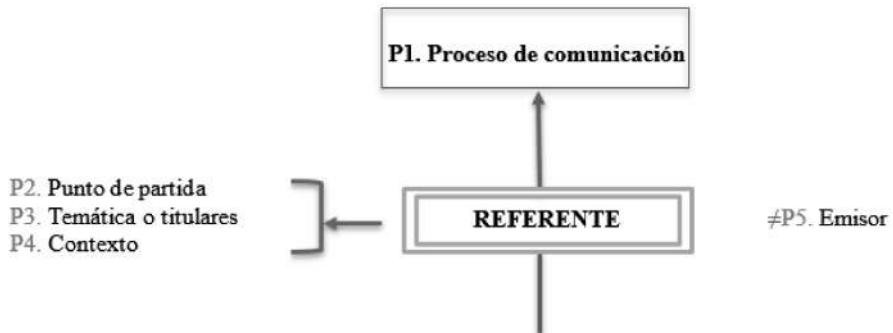 P1. Proceso de comunicación
P2. Punto de partida
P3. Temática o titulares
P4. Contexto
REFERENTE
≠P5. Emisor